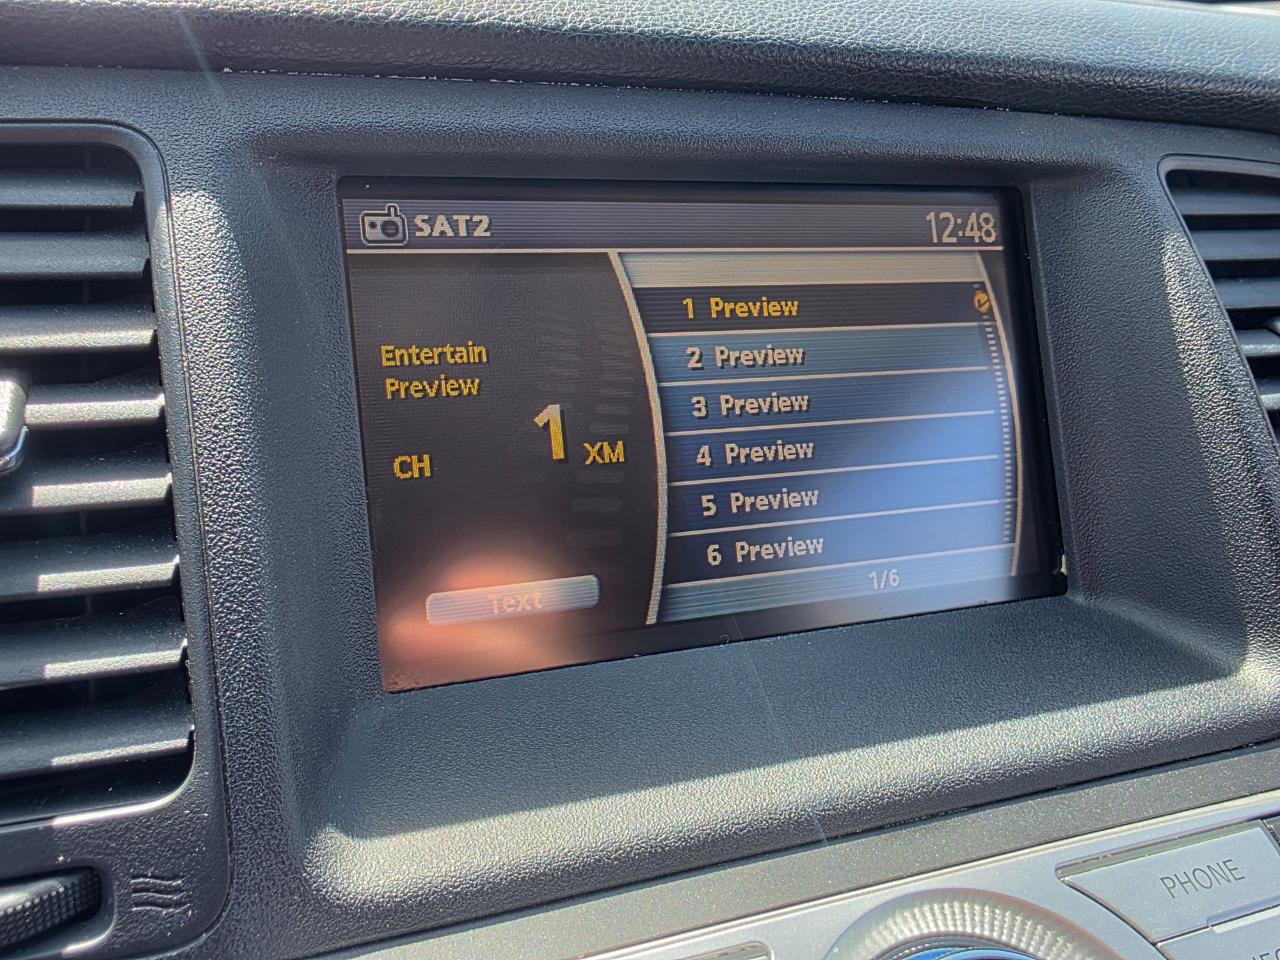 SAT2
12:48
Entertain
Preview
CH 1 XM
Text
1 Preview
2 Preview
3 Preview
4 Preview
5 Preview
6 Preview
1/6
PHONE